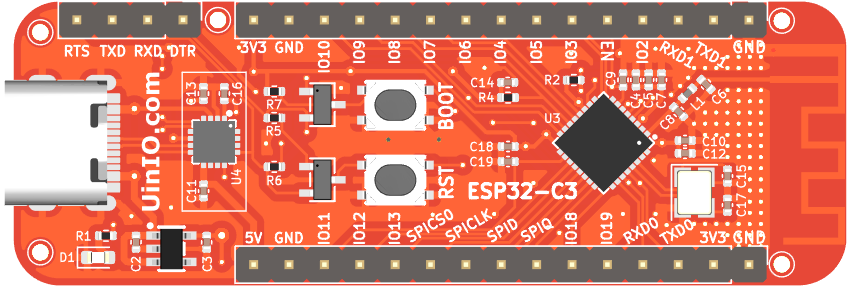 RTS TXD RXD DTR
3V3 GND IO10 IO9 IO8 IO7 IO6 IO4 IO5 IO3 EN IO2 RXD1 TXD1 GND
C13 C16
U4
C11
UinIO.com
R7
R5
R6
BOOT
RST
C14
R4
R2
C9 C4 C5 C7
L1 C6
C8
U3
C10
C12
C18
C19
ESP32-C3
C15
C17
R1
D1
C2
C3
5V GND IO11 IO12 IO13 SPICS0 SPICLK SPID SPIQ IO18 IO19 RXD0 TXD0 3V3 GND